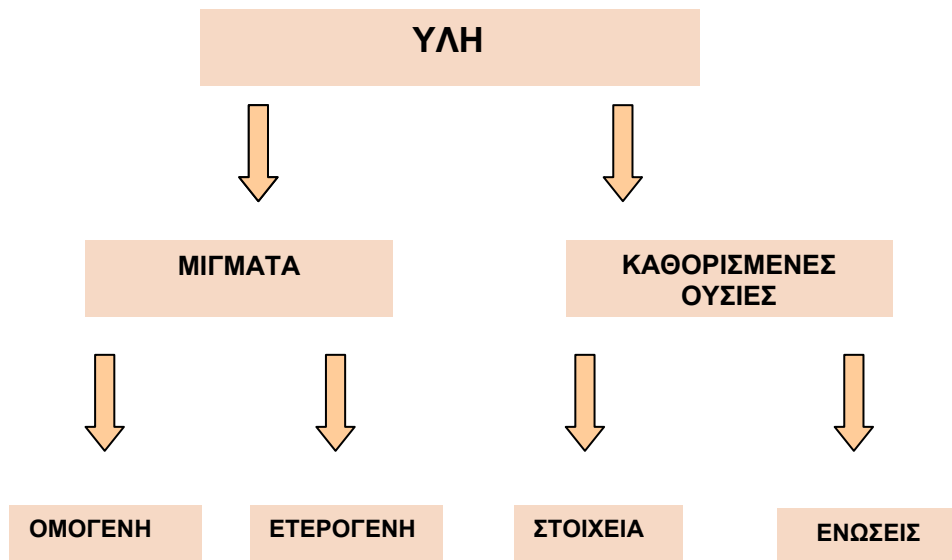 ΥΛΗ
ΜΙΓΜΑΤΑ
ΚΑΘΟΡΙΣΜΕΝΕΣ
ΟΥΣΙΕΣ
ΟΜΟΓΕΝΗ
ΕΤΕΡΟΓΕΝΗ
ΣΤΟΙΧΕΙΑ
ΕΝΩΣΕΙΣ